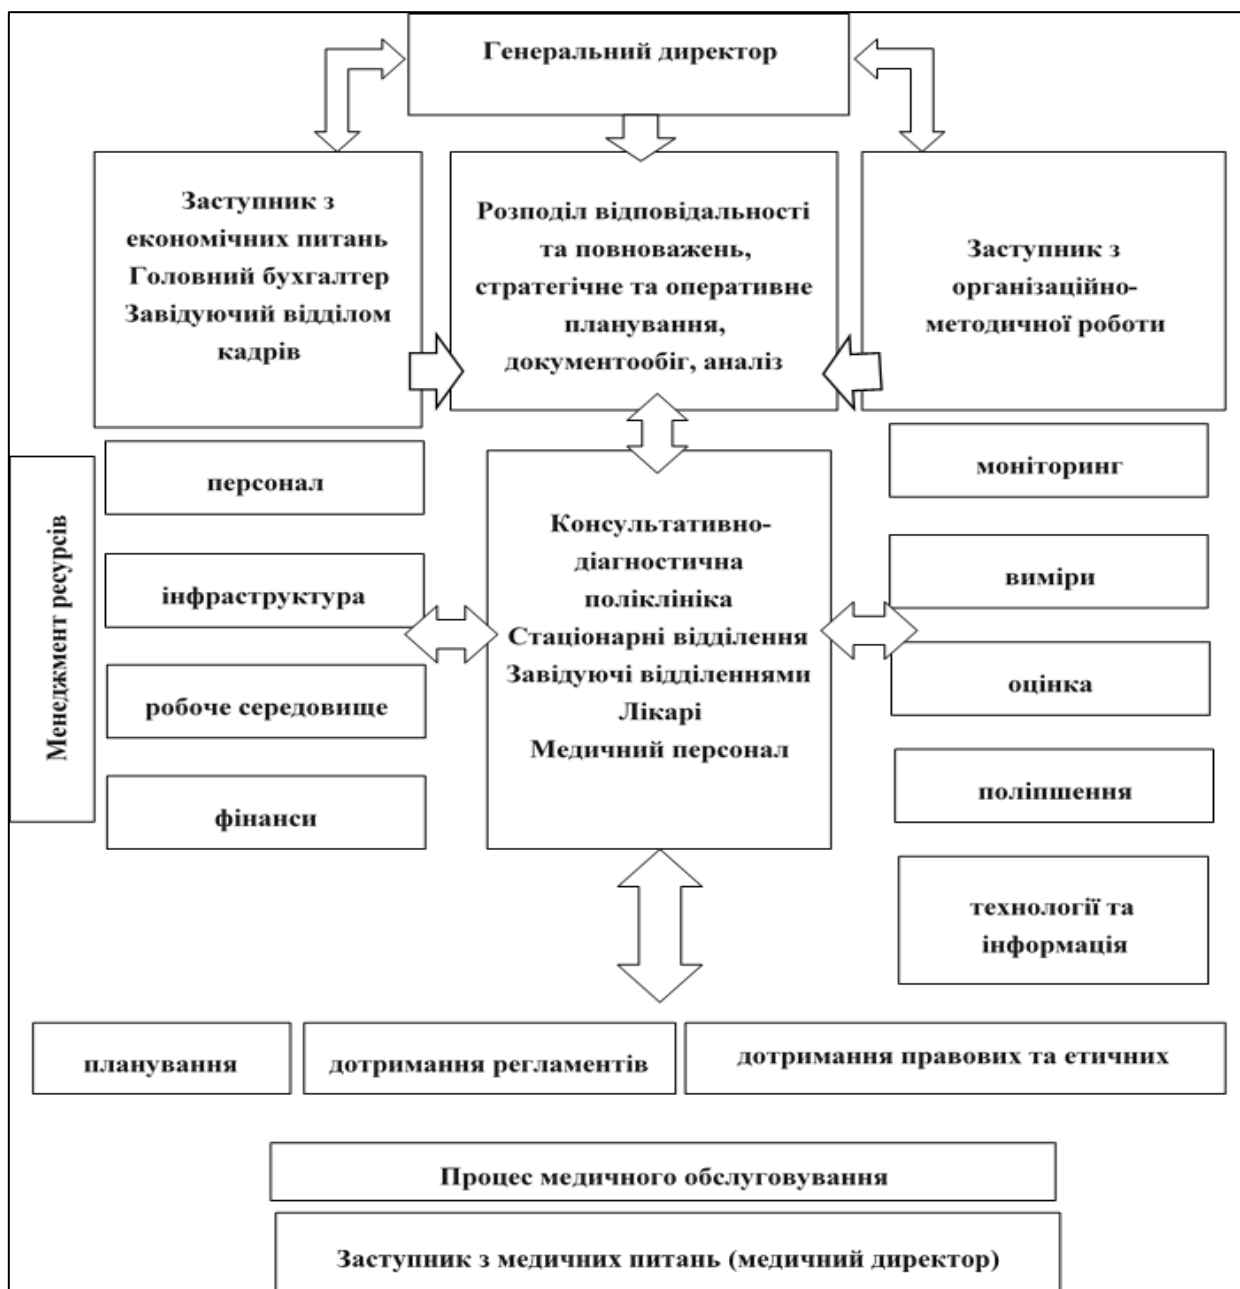 Генеральний директор
Заступник з
економічних питань
Головний бухгалтер
Завідуючий відділом
кадрів
Розподіл відповідальності
та повноважень,
стратегічне та оперативне
планування,
документообіг, аналіз
Заступник з
організаційно-
методичної роботи
Менеджмент ресурсів
персонал
інфраструктура
робоче середовище
фінанси
Консультативно-
діагностична
поліклініка
Стаціонарні відділення
Завідуючі відділеннями
Лікарі
Медичний персонал
моніторинг
виміри
оцінка
поліпшення
технології та
інформація
планування
дотримання регламентів
дотримання правових та етичних
Процес медичного обслуговування
Заступник з медичних питань (медичний директор)